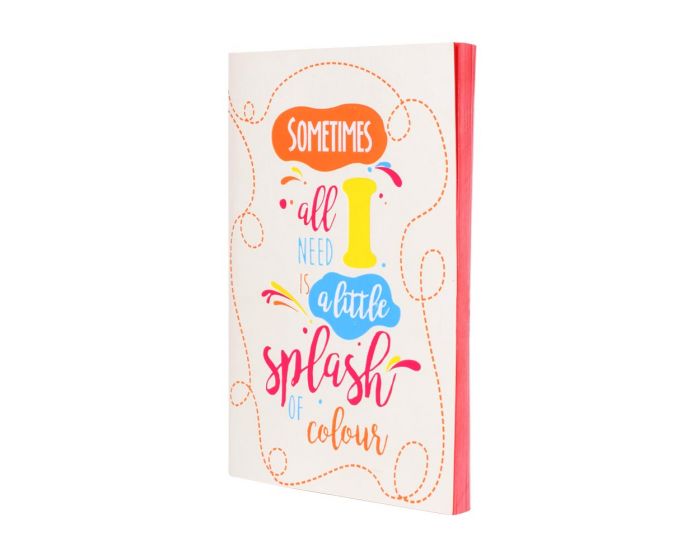 SOMETIMES
all I
NEED
IS
a little
splash
OF
colour